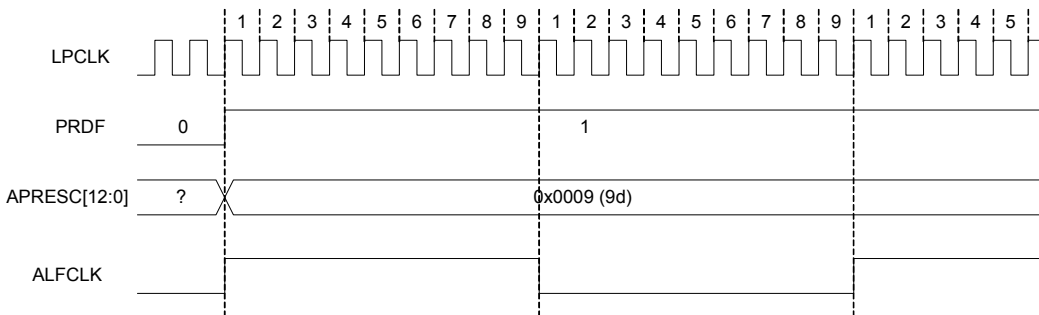 1 2 3 4 5 6 7 8 9 1 2 3 4 5 6 7 8 9 1 2 3 4 5
LPCLK
PRDF 0 1
APRESC[12:0] ? 0x0009 (9d)
ALFCLK